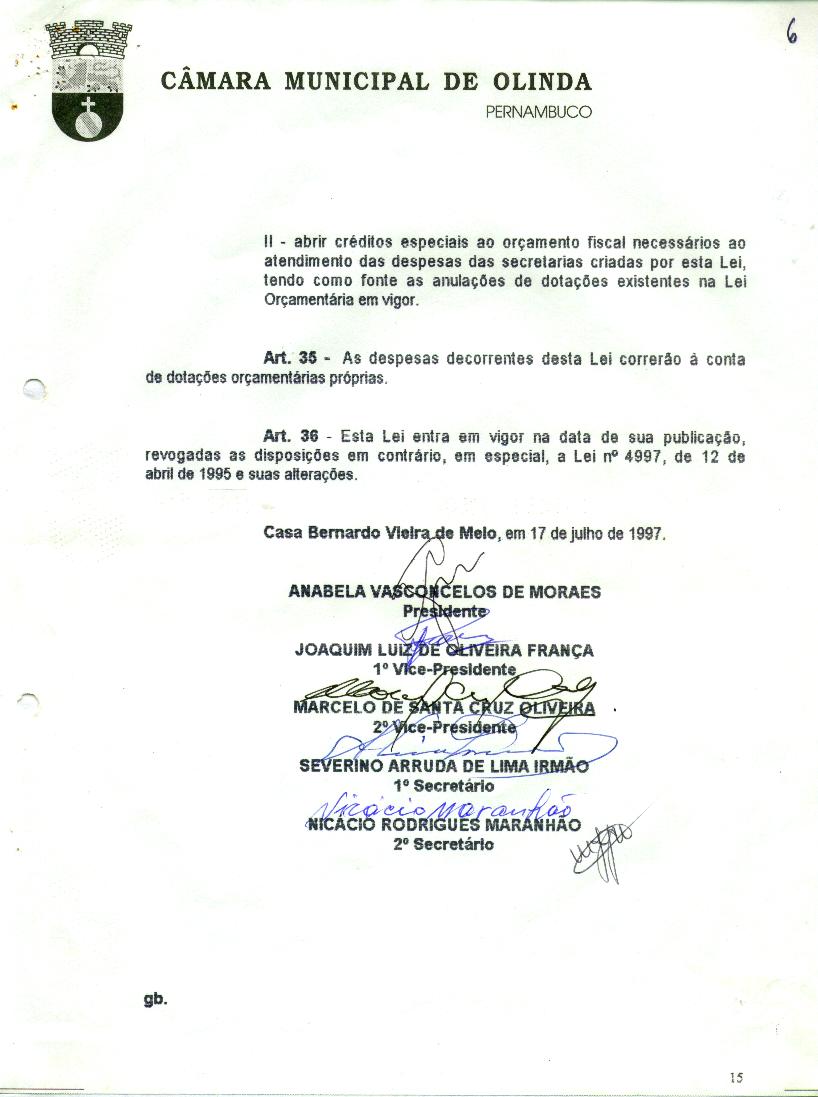 6
CÂMARA MUNICIPAL DE OLINDA
PERNAMBUCO
II - abrir créditos especiais ao orçamento fiscal necessários ao
atendimento das despesas das secretarias criadas por esta Lei,
tendo como fonte as anulações de dotações existentes na Lei
Orçamentária em vigor.
Art. 35 - As despesas decorrentes desta Lei correrão à conta
de dotações orçamentárias próprias.
Art. 36 - Esta Lei entra em vigor na data de sua publicação,
revogadas as disposições em contrário, em especial, a Lei nº 4997, de 12 de
abril de 1995 e suas alterações.
Casa Bernardo Vieira de Melo, em 17 de julho de 1997.
ANABELA VASCONCELOS DE MORAES
Presidente
JOAQUIM LUIZ DE OLIVEIRA FRANÇA
1º Vice-Presidente
MARCELO DE SANTA CRUZ OLIVEIRA
2º Vice-Presidente
SEVERINO ARRUDA DE LIMA IRMÃO
1º Secretário
Nicácio Maranhão
NICÁCIO RODRIGUES MARANHÃO
2º Secretário
gb.
15